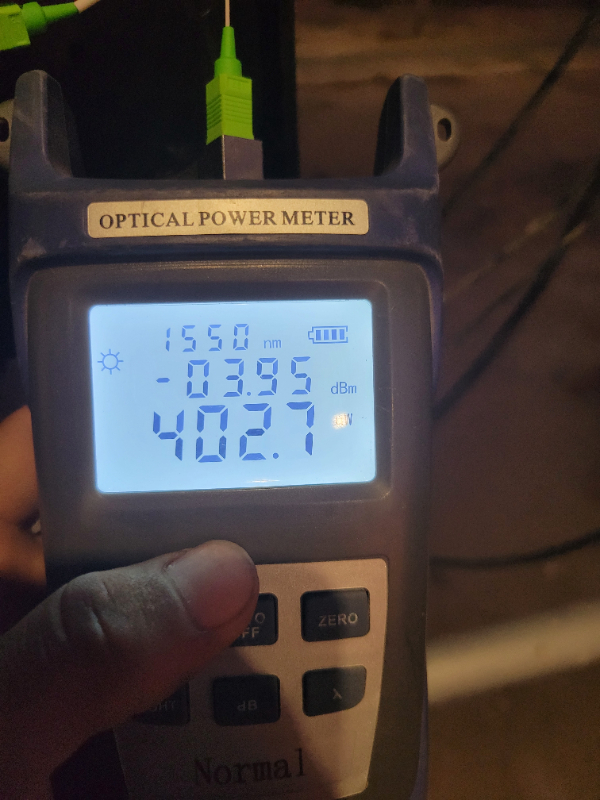 OPTICAL POWER METER
1550 nm
-03.95 dBm
402.7
ZERO
dB
λ
Normal